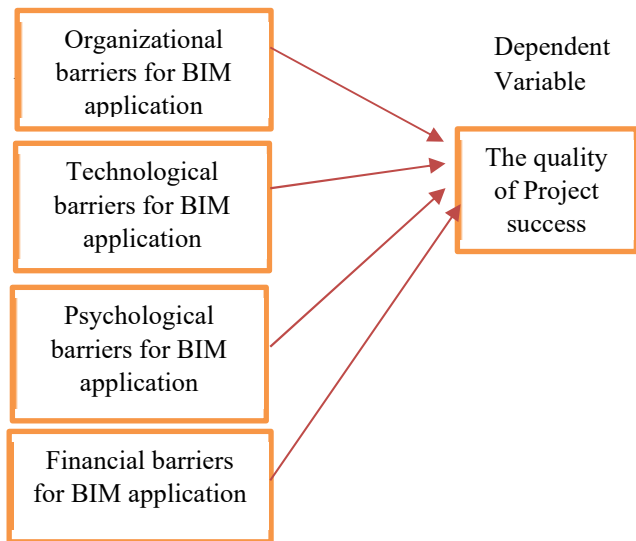 Organizational
barriers for BIM
application
Technological
barriers for BIM
application
Psychological
barriers for BIM
application
Financial barriers
for BIM application
Dependent
Variable
The quality
of Project
success